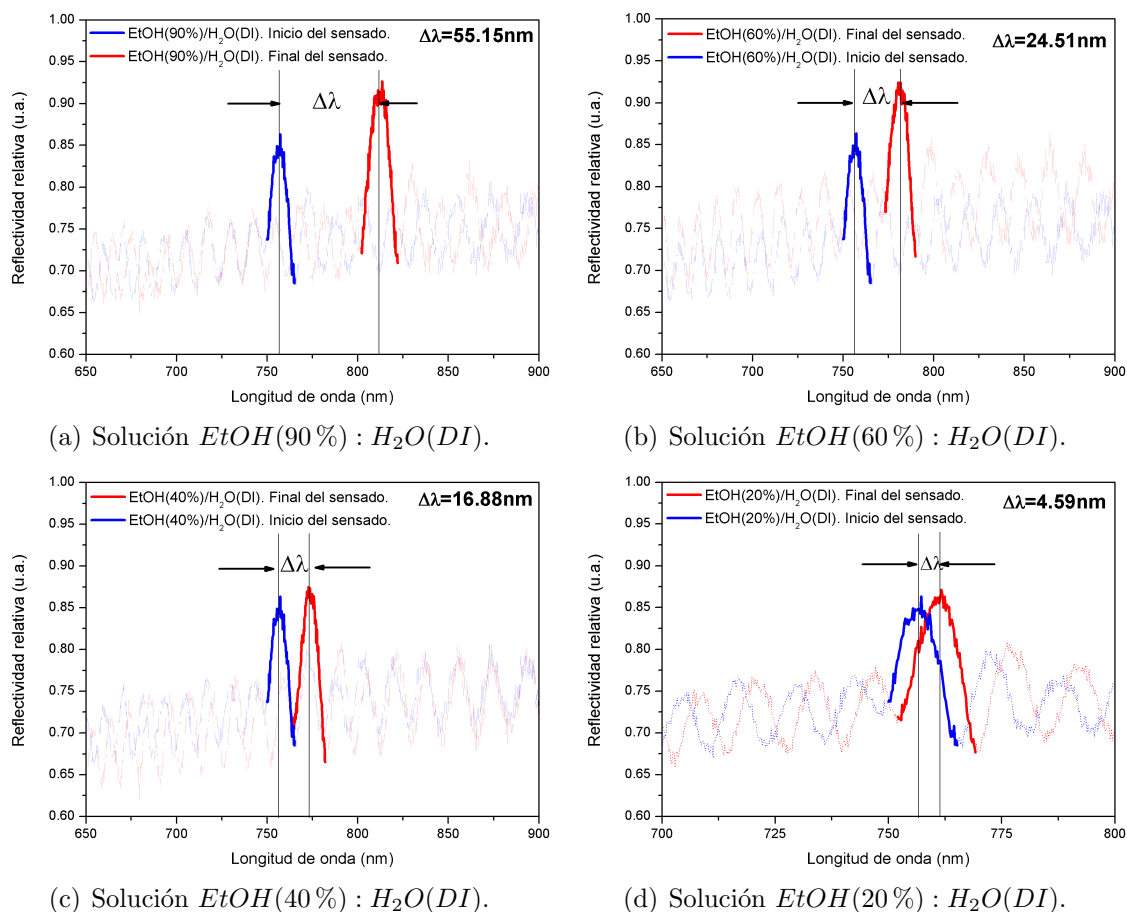 1.00
0.95
0.90
0.85
0.80
0.75
0.70
0.65
0.60
Reflectividad relativa (u.a.)
EtOH(90%)/H₂O(DI). Inicio del sensado.
EtOH(90%)/H₂O(DI). Final del sensado.
Δλ=55.15nm
Δλ
650 700 750 800 850 900
Longitud de onda (nm)
(a) Solución EtOH(90 %) : H₂O(DI).
1.00
0.95
0.90
0.85
0.80
0.75
0.70
0.65
0.60
Reflectividad relativa (u.a.)
EtOH(60%)/H₂O(DI). Final del sensado.
EtOH(60%)/H₂O(DI). Inicio del sensado.
Δλ=24.51nm
Δλ
650 700 750 800 850 900
Longitud de onda (nm)
(b) Solución EtOH(60 %) : H₂O(DI).
1.00
0.95
0.90
0.85
0.80
0.75
0.70
0.65
0.60
Reflectividad relativa (u.a.)
EtOH(40%)/H₂O(DI). Final del sensado.
EtOH(40%)/H₂O(DI). Inicio del sensado.
Δλ=16.88nm
Δλ
650 700 750 800 850 900
Longitud de onda (nm)
(c) Solución EtOH(40 %) : H₂O(DI).
1.00
0.95
0.90
0.85
0.80
0.75
0.70
0.65
0.60
Reflectividad relativa (u.a.)
EtOH(20%)/H₂O(DI). Final del sensado.
EtOH(20%)/H₂O(DI). Inicio del sensado.
Δλ=4.59nm
Δλ
700 725 750 775 800
Longitud de onda (nm)
(d) Solución EtOH(20 %) : H₂O(DI).